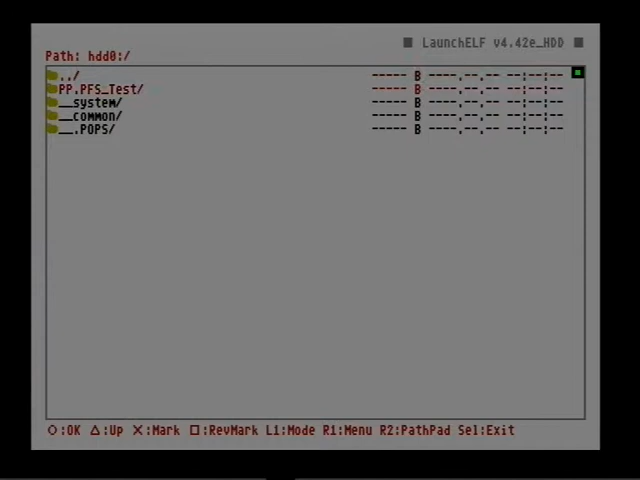 ■ LaunchELF v4.42e_HDD ■
Path: hdd0:/
../ ----- B ----.--.-- --:--:--
PP.PFS_Test/ ----- B ----.--.-- --:--:--
__system/ ----- B ----.--.-- --:--:--
__common/ ----- B ----.--.-- --:--:--
__.POPS/ ----- B ----.--.-- --:--:--
○:OK △:Up ✕:Mark □:RevMark L1:Mode R1:Menu R2:PathPad Sel:Exit